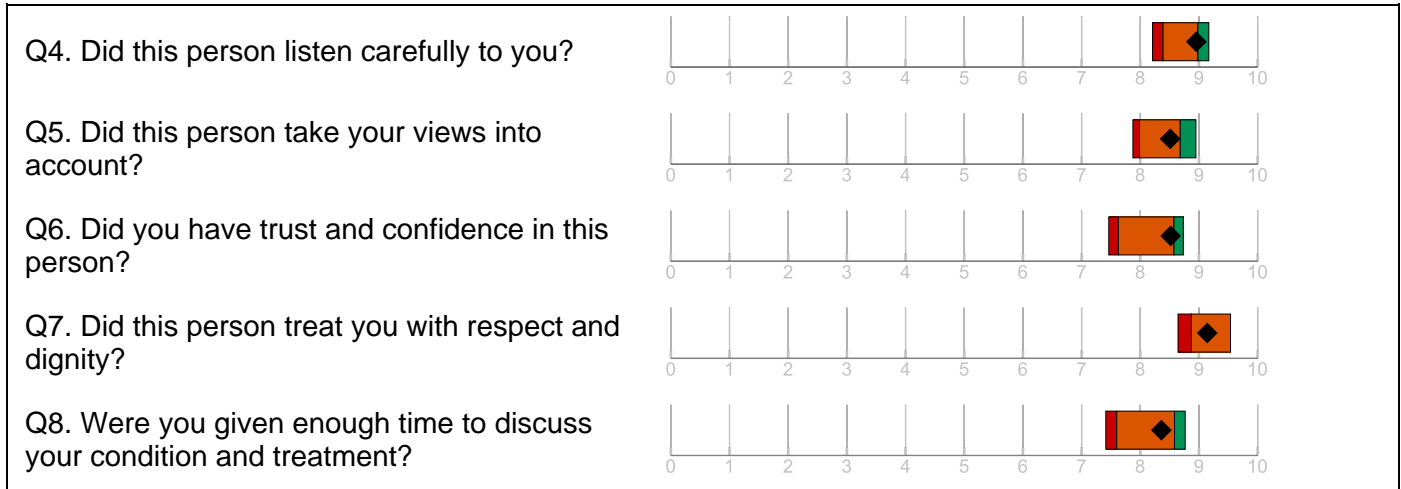 Q4. Did this person listen carefully to you?
0 1 2 3 4 5 6 7 8 9 10
Q5. Did this person take your views into
account?
0 1 2 3 4 5 6 7 8 9 10
Q6. Did you have trust and confidence in this
person?
0 1 2 3 4 5 6 7 8 9 10
Q7. Did this person treat you with respect and
dignity?
0 1 2 3 4 5 6 7 8 9 10
Q8. Were you given enough time to discuss
your condition and treatment?
0 1 2 3 4 5 6 7 8 9 10